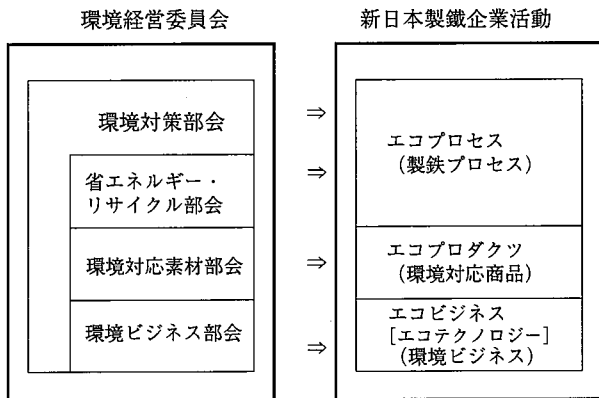 環境経営委員会
環境対策部会
省エネルギー・
リサイクル部会
環境対応素材部会
環境ビジネス部会
⇒
⇒
⇒
⇒
新日本製鐵企業活動
エコプロセス
(製鉄プロセス)
エコプロダクツ
(環境対応商品)
エコビジネス
[エコテクノロジー]
(環境ビジネス)